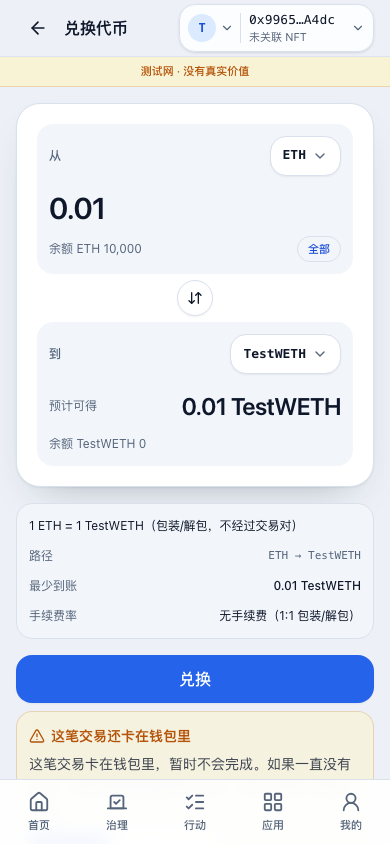 兑换代币
T
0x9965…A4dc
未关联 NFT
测试网 · 没有真实价值
从
ETH
0.01
余额 ETH 10,000
全部
到
TestWETH
预计可得
0.01 TestWETH
余额 TestWETH 0
1 ETH = 1 TestWETH（包装/解包，不经过交易对）
路径
ETH → TestWETH
最少到账
0.01 TestWETH
手续费率
无手续费（1:1 包装/解包）
兑换
这笔交易还卡在钱包里
这笔交易卡在钱包里，暂时不会完成。如果一直没有
首页
治理
行动
应用
我的